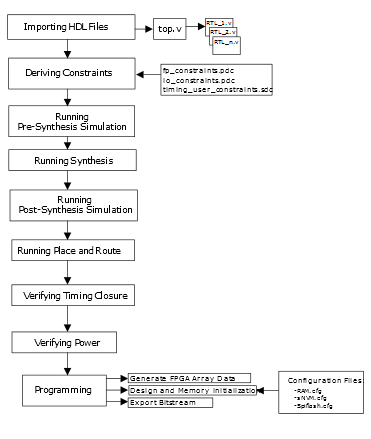 Importing HDL Files
top.v
RTL_1.v
RTL_2.v
RTL_n.v
Deriving Constraints
fp_constraints.pdc
io_constraints.pdc
timing_user_constraints.sdc
Running
Pre-Synthesis Simulation
Running Synthesis
Running
Post-Synthesis Simulation
Running Place and Route
Verifying Timing Closure
Verifying Power
Programming
Generate FPGA Array Data
Design and Memory Initialization
Export Bitstream
Configuration Files:
-RAM.cfg
-sNVM.cfg
-Spiflash.cfg